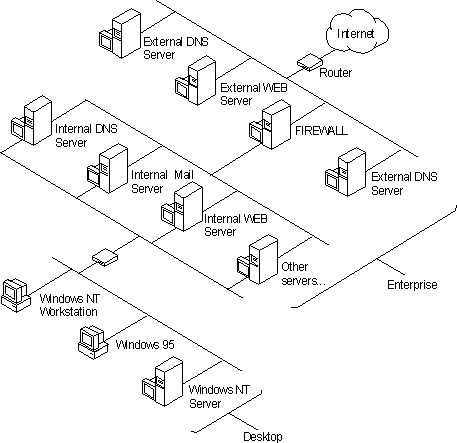 External DNS
Server
Internet
Router
External WEB
Server
FIREWALL
Internal DNS
Server
Internal Mail
Server
External DNS
Server
Internal WEB
Server
Other
servers...
Enterprise
Windows NT
Workstation
Windows 95
Windows NT
Server
Desktop